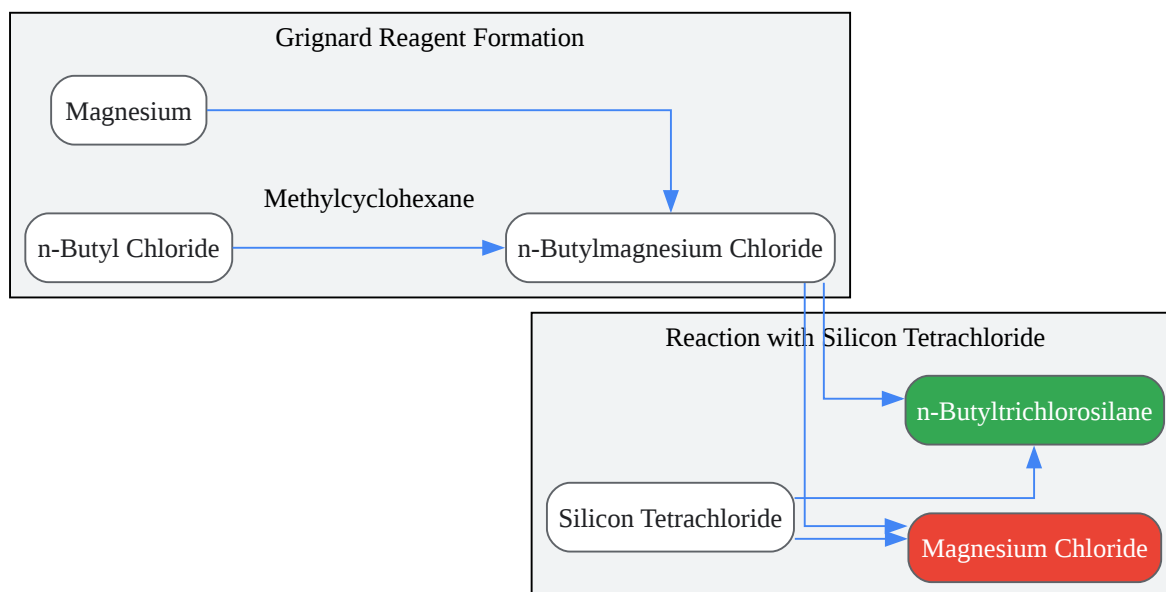 Grignard Reagent Formation
Magnesium
Methylcyclohexane
n-Butyl Chloride
n-Butylmagnesium Chloride
Reaction with Silicon Tetrachloride
n-Butyltrichlorosilane
Silicon Tetrachloride
Magnesium Chloride